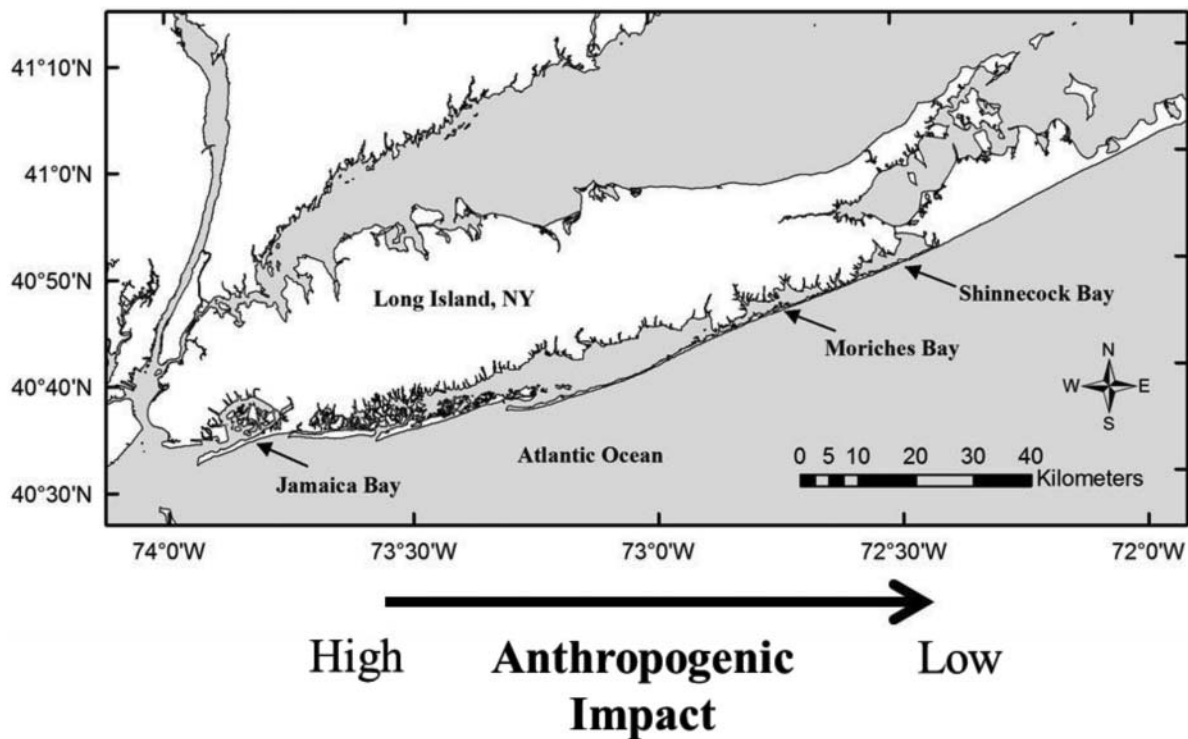 41°10'N
41°0'N
40°50'N
40°40'N
40°30'N
Long Island, NY
Shinnecock Bay
Moriches Bay
Jamaica Bay
Atlantic Ocean
N
W E
S
0 5 10 20 30 40
Kilometers
74°0'W 73°30'W 73°0'W 72°30'W 72°0'W
High Anthropogenic Low
Impact